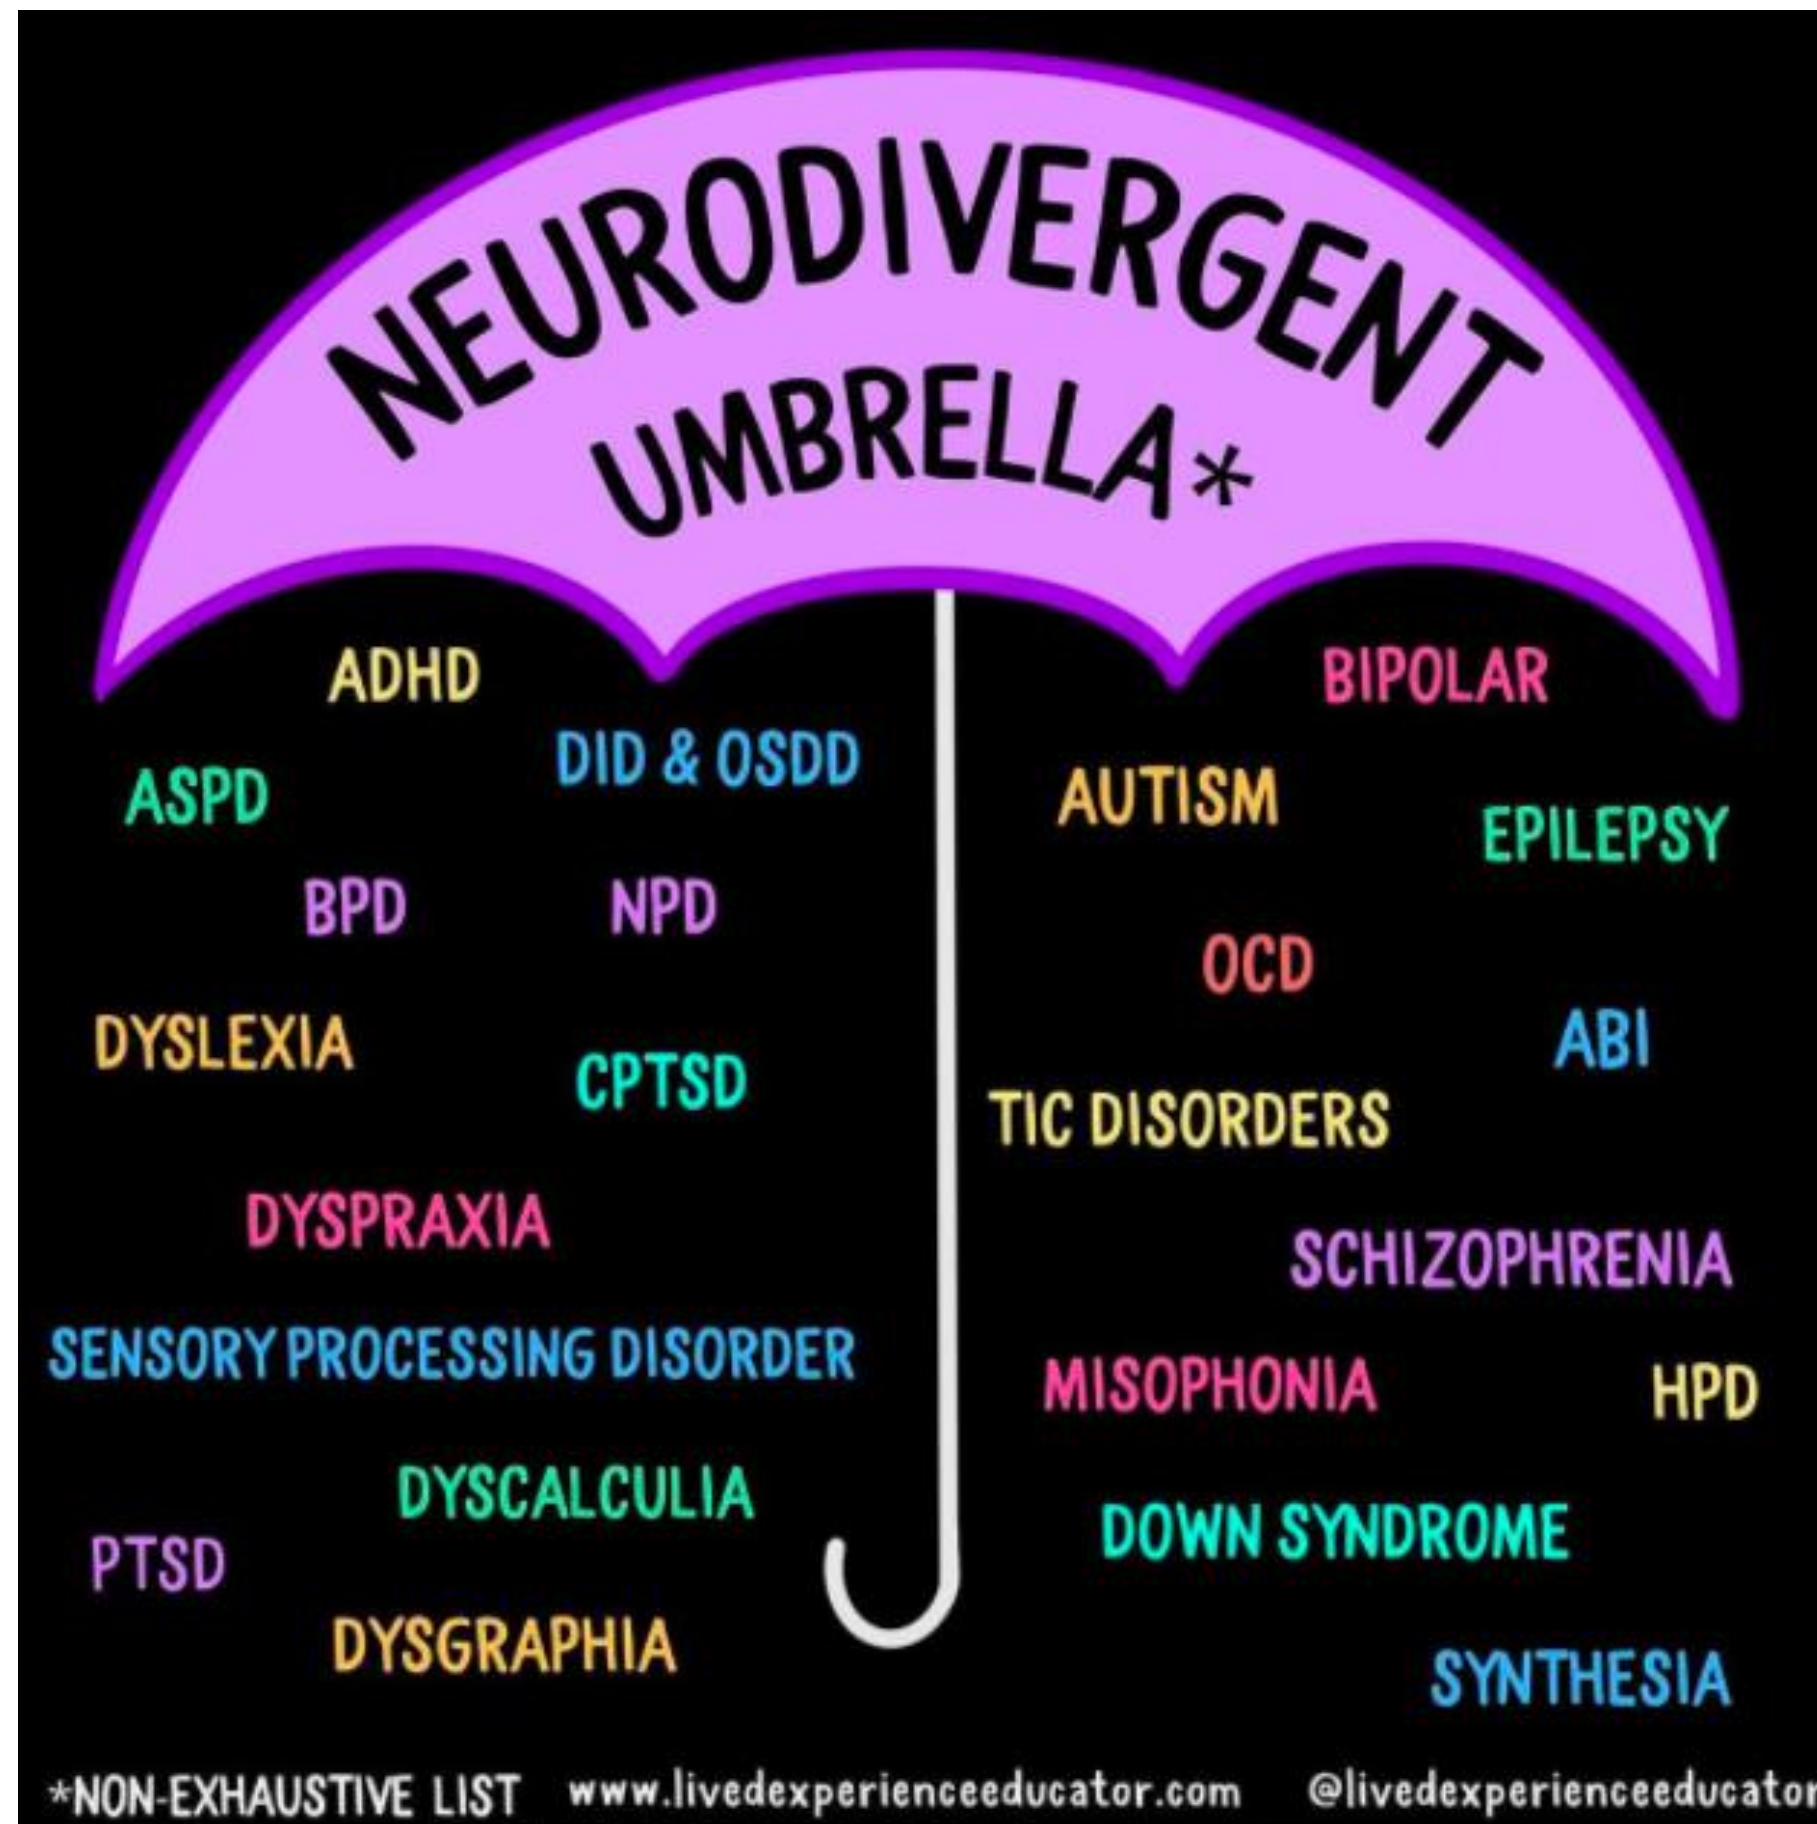 NEURODIVERGENT
UMBRELLA*
ADHD
DID & OSDD
ASPD
BPD
NPD
DYSLEXIA
CPTSD
DYSPRAXIA
SENSORY PROCESSING DISORDER
DYSCALCULIA
PTSD
DYSGRAPHIA
BIPOLAR
AUTISM
EPILEPSY
OCD
ABI
TIC DISORDERS
SCHIZOPHRENIA
MISOPHONIA
HPD
DOWN SYNDROME
SYNTHESIA
*NON-EXHAUSTIVE LIST www.livedexperienceeducator.com @livedexperienceeducator